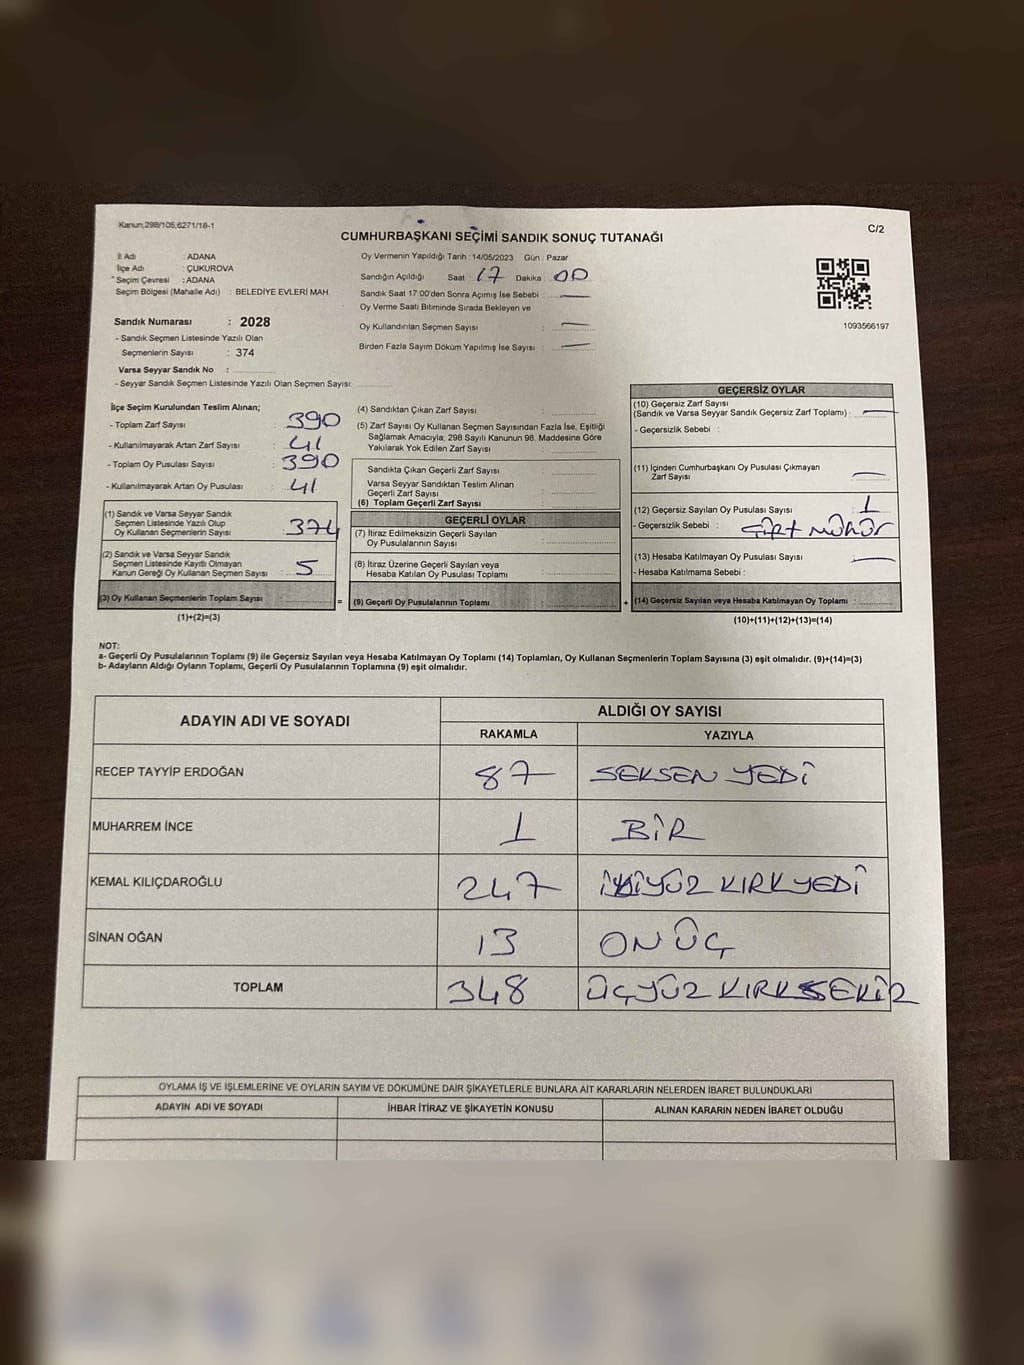 Kanun:298/105;6271/18-1
C/2
CUMHURBAŞKANI SEÇİMİ SANDIK SONUÇ TUTANAĞI
İl Adı : ADANA
İlçe Adı : ÇUKUROVA
Seçim Çevresi : ADANA
Seçim Bölgesi (Mahalle Adı) : BELEDİYE EVLERİ MAH.
Sandık Numarası : 2028
- Sandık Seçmen Listesinde Yazılı Olan
Seçmenlerin Sayısı : 374
Varsa Seyyar Sandık No :
- Seyyar Sandık Seçmen Listesinde Yazılı Olan Seçmen Sayısı:
Oy Vermenin Yapıldığı Tarih : 14/05/2023 Gün : Pazar
Sandığın Açıldığı Saat : 17 Dakika : 00
Sandık Saat 17:00'den Sonra Açımış İse Sebebi : —
Oy Verme Saati Bitiminde Sırada Bekleyen ve
Oy Kullandırılan Seçmen Sayısı : —
Birden Fazla Sayım Döküm Yapılmış İse Sayısı : —
1093566197
İlçe Seçim Kurulundan Teslim Alınan;
- Toplam Zarf Sayısı : 390
- Kullanılmayarak Artan Zarf Sayısı : 41
- Toplam Oy Pusulası Sayısı : 390
- Kullanılmayarak Artan Oy Pusulası : 41
(1) Sandık ve Varsa Seyyar Sandık
Seçmen Listesinde Yazılı Olup
Oy Kullanan Seçmenlerin Sayısı : 374
(2) Sandık ve Varsa Seyyar Sandık
Seçmen Listesinde Kayıtlı Olmayan
Kanun Gereği Oy Kullanan Seçmen Sayısı : 5
(3) Oy Kullanan Seçmenlerin Toplam Sayısı
(1)+(2)=(3)
(4) Sandıktan Çıkan Zarf Sayısı :
(5) Zarf Sayısı Oy Kullanan Seçmen Sayısından Fazla İse, Eşitliği
Sağlamak Amacıyla; 298 Sayılı Kanunun 98. Maddesine Göre
Yakılarak Yok Edilen Zarf Sayısı :
Sandıkta Çıkan Geçerli Zarf Sayısı :
Varsa Seyyar Sandıktan Teslim Alınan
Geçerli Zarf Sayısı :
(6) Toplam Geçerli Zarf Sayısı :
GEÇERLİ OYLAR
(7) İtiraz Edilmeksizin Geçerli Sayılan
Oy Pusulalarının Sayısı :
(8) İtiraz Üzerine Geçerli Sayılan veya
Hesaba Katılan Oy Pusulası Toplamı :
= (9) Geçerli Oy Pusulalarının Toplamı :
GEÇERSİZ OYLAR
(10) Geçersiz Zarf Sayısı
(Sandık ve Varsa Seyyar Sandık Geçersiz Zarf Toplamı) : —
- Geçersizlik Sebebi :
(11) İçinden Cumhurbaşkanı Oy Pusulası Çıkmayan
Zarf Sayısı : —
(12) Geçersiz Sayılan Oy Pusulası Sayısı : 1
- Geçersizlik Sebebi : ÇİFT MÜHÜR
(13) Hesaba Katılmayan Oy Pusulası Sayısı : —
- Hesaba Katılmama Sebebi :
+ (14) Geçersiz Sayılan veya Hesaba Katılmayan Oy Toplamı :
(10)+(11)+(12)+(13)=(14)
NOT:
a- Geçerli Oy Pusulalarının Toplamı (9) ile Geçersiz Sayılan veya Hesaba Katılmayan Oy Toplamı (14) Toplamları, Oy Kullanan Seçmenlerin Toplam Sayısına (3) eşit olmalıdır. (9)+(14)=(3)
b- Adayların Aldığı Oyların Toplamı, Geçerli Oy Pusulalarının Toplamına (9) eşit olmalıdır.
ADAYIN ADI VE SOYADI
ALDIĞI OY SAYISI
RAKAMLA YAZIYLA
RECEP TAYYİP ERDOĞAN 87 SEKSEN YEDİ
MUHARREM İNCE 1 BİR
KEMAL KILIÇDAROĞLU 247 İKİYÜZ KIRKYEDİ
SİNAN OĞAN 13 ON ÜÇ
TOPLAM 348 ÜÇYÜZ KIRKSEKİZ
OYLAMA İŞ VE İŞLEMLERİNE VE OYLARIN SAYIM VE DÖKÜMÜNE DAİR ŞİKAYETLERLE BUNLARA AİT KARARLARIN NELERDEN İBARET BULUNDUKLARI
ADAYIN ADI VE SOYADI İHBAR İTİRAZ VE ŞİKAYETİN KONUSU ALINAN KARARIN NEDEN İBARET OLDUĞU